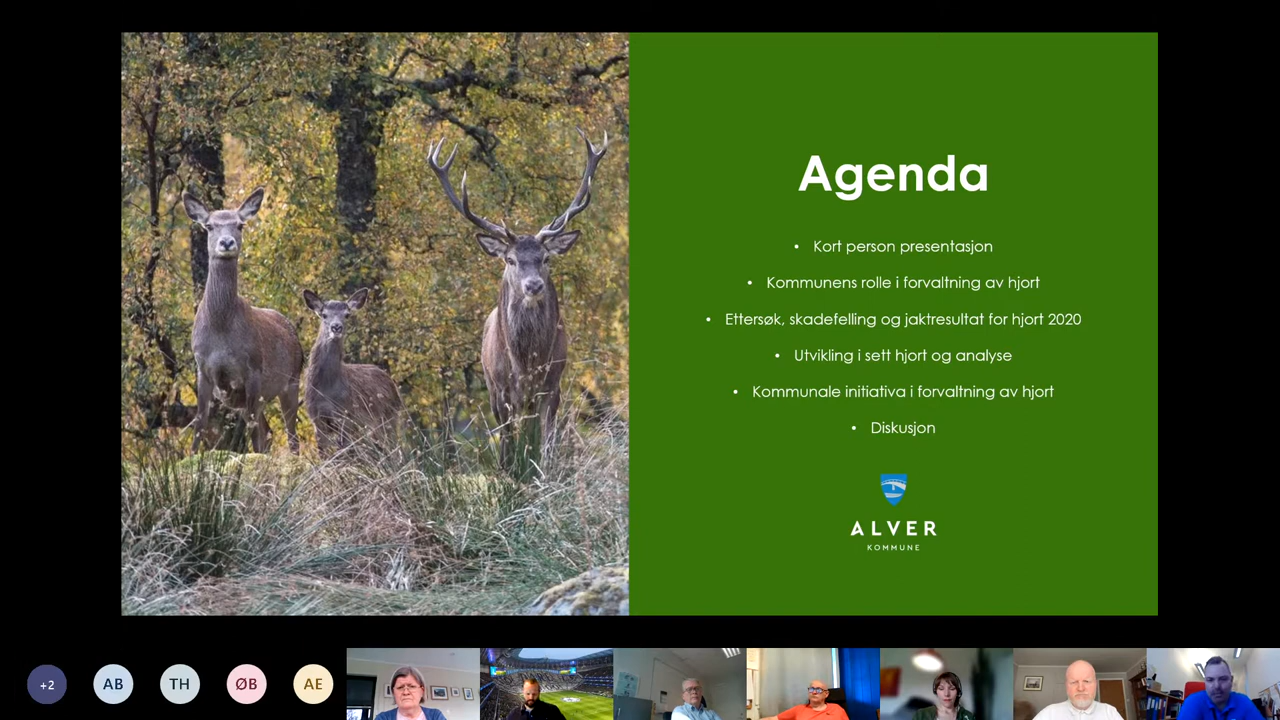 Agenda
• Kort person presentasjon
• Kommunens rolle i forvaltning av hjort
• Ettersøk, skadefelling og jaktresultat for hjort 2020
• Utvikling i sett hjort og analyse
• Kommunale initiativa i forvaltning av hjort
• Diskusjon
ALVER
KOMMUNE
+2 AB TH ØB AE